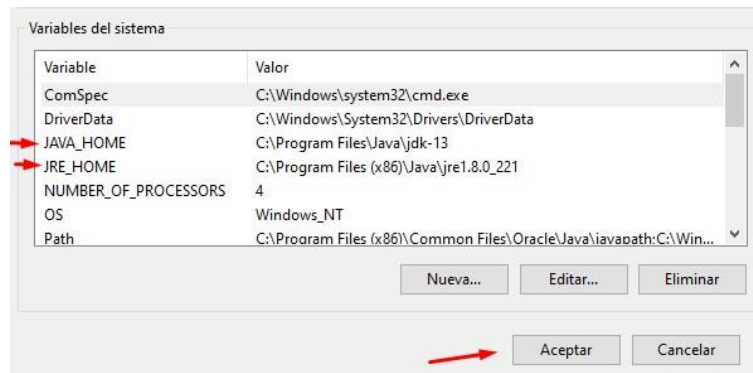 Variables del sistema
Variable Valor
ComSpec C:\Windows\system32\cmd.exe
DriverData C:\Windows\System32\Drivers\DriverData
JAVA_HOME C:\Program Files\Java\jdk-13
JRE_HOME C:\Program Files (x86)\Java\jre1.8.0_221
NUMBER_OF_PROCESSORS 4
OS Windows_NT
Path C:\Program Files (x86)\Common Files\Oracle\Java\javapath;C:\Win...
Nueva... Editar... Eliminar
Aceptar Cancelar